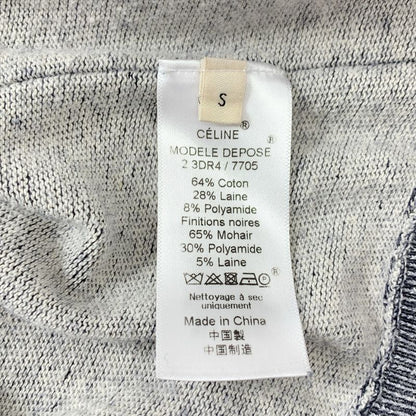 S
CÉLINE®
MODELE DEPOSE®
2 3DR4 / 7705
64% Coton
28% Laine
8% Polyamide
Finitions noires
65% Mohair
30% Polyamide
5% Laine
®
Nettoyage à sec
uniquement
Made in China
中国製
中国制造